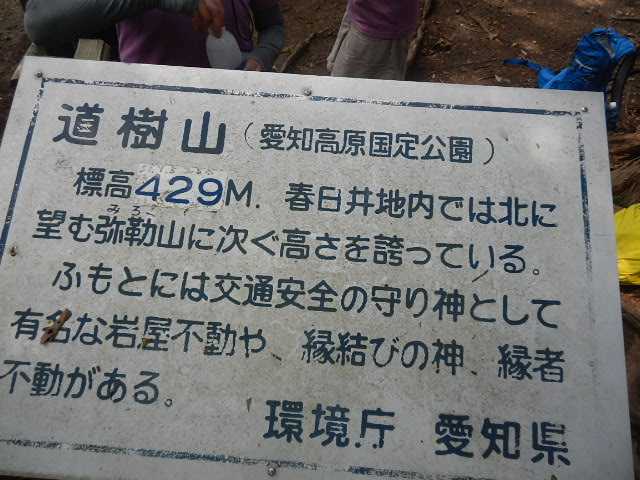 道樹山(愛知高原国定公園)
標高429M. 春日井地内では北に
みろく
望む弥勒山に次ぐ高さを誇っている。
ふもとには交通安全の守り神として
有名な岩屋不動や、縁結びの神、縁者
不動がある。
環境庁 愛知県